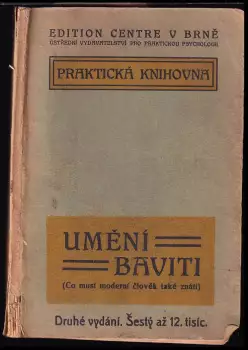 EDITION CENTRE V BRNĚ
ÚSTŘEDNÍ VYDAVATELSTVÍ PRO PRAKTICKOU PSYCHOLOGII
PRAKTICKÁ KNIHOVNA
UMĚNÍ
BAVITI
(Co musí moderní člověk také znáti)
Druhé vydání. Šestý až 12. tisíc.